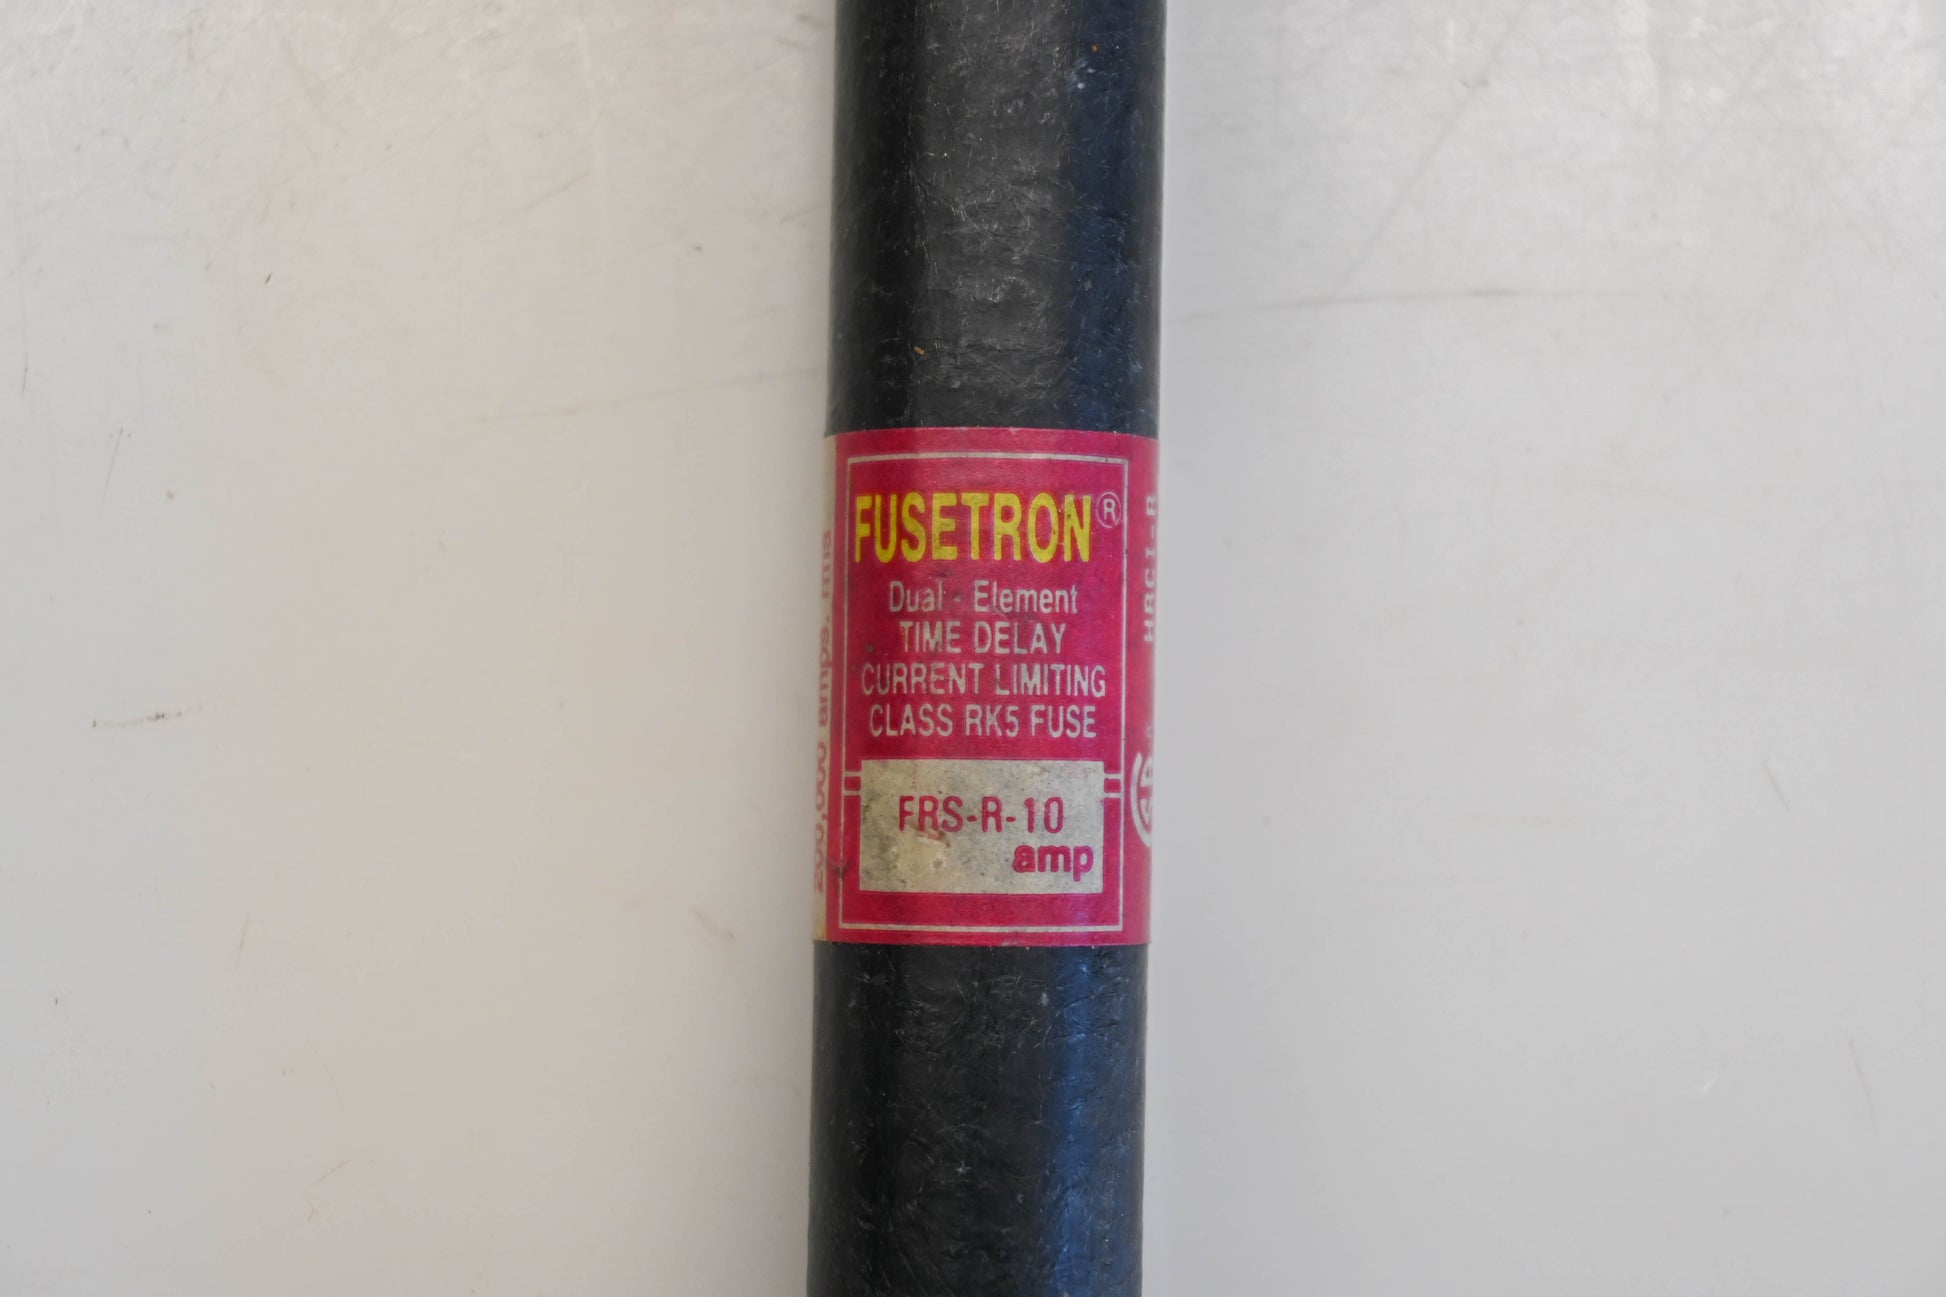 FUSETRON®
Dual - Element
TIME DELAY
CURRENT LIMITING
CLASS RK5 FUSE
FRS-R-10
amp
200,000 amps. rms
HRCI-R